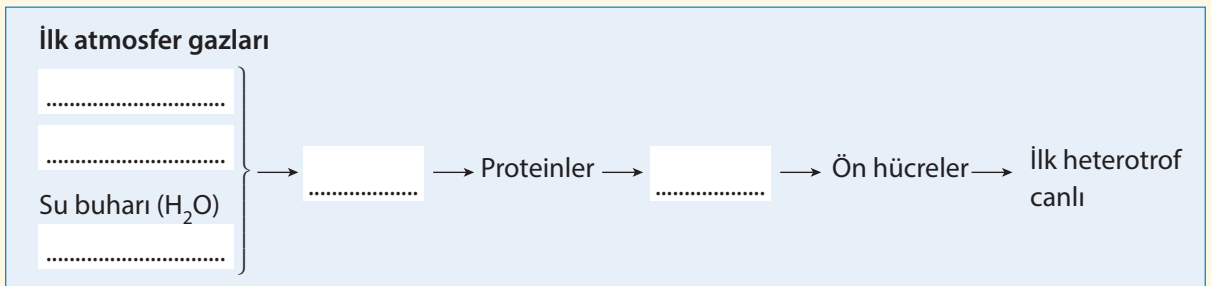 İlk atmosfer gazları
...............................
...............................
Su buharı (H₂O)
...............................
................... Proteinler ................... Ön hücreler İlk heterotrof
canlı